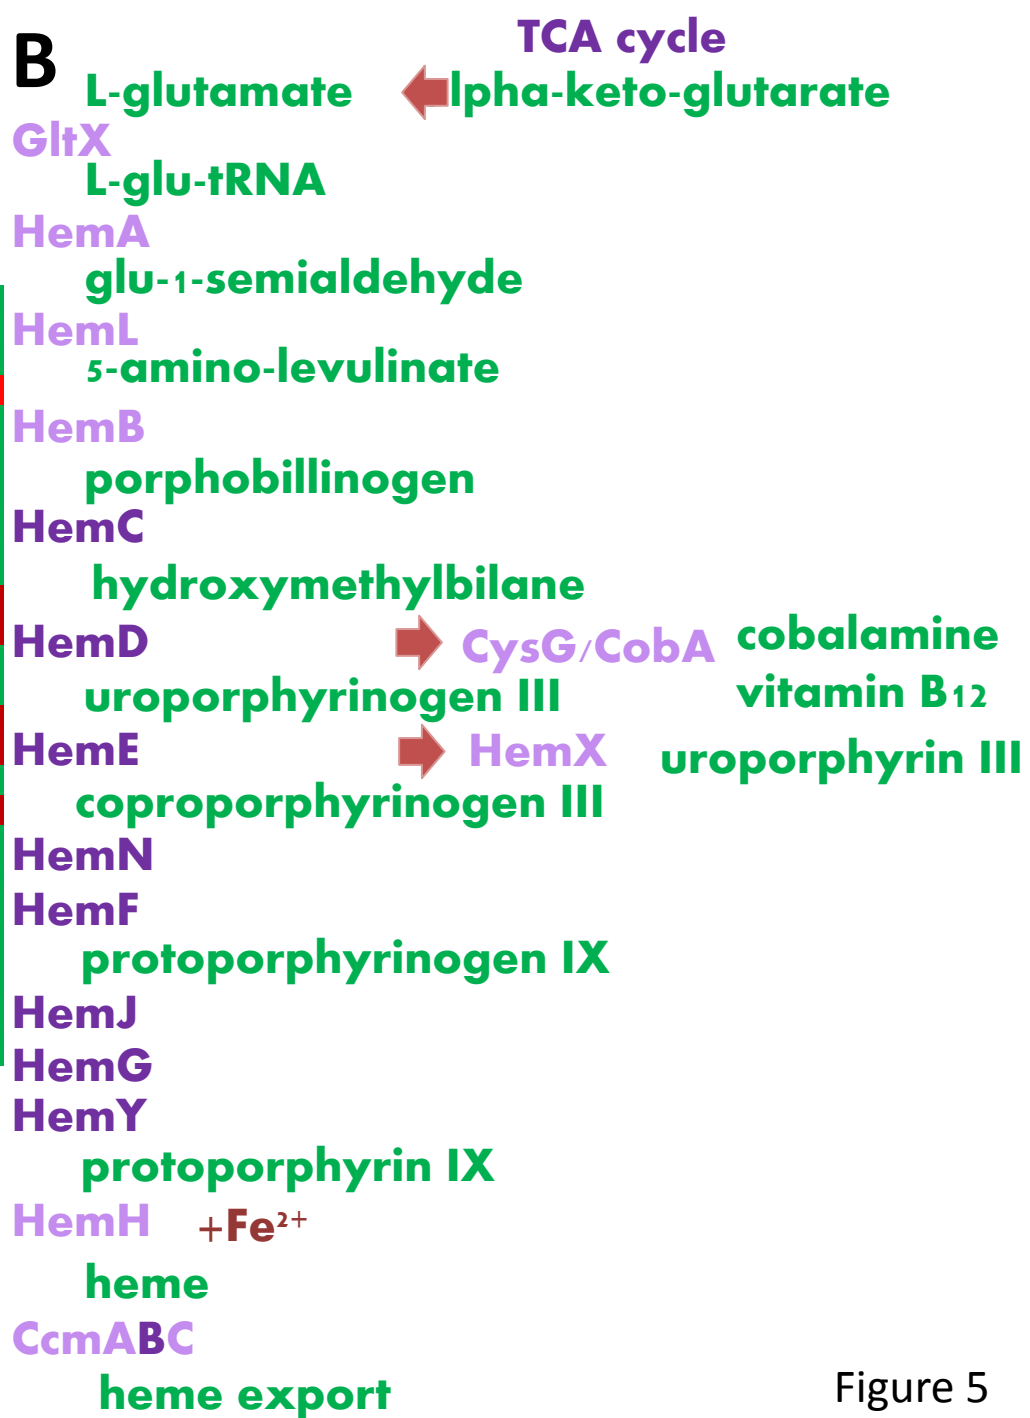 B
TCA cycle
L-glutamate lpha-keto-glutarate
GltX
L-glu-tRNA
HemA
glu-1-semialdehyde
HemL
5-amino-levulinate
HemB
porphobillinogen
HemC
hydroxymethylbilane
HemD CysG/CobA cobalamine
uroporphyrinogen III vitamin B12
HemE HemX uroporphyrin III
coproporphyrinogen III
HemN
HemF
protoporphyrinogen IX
HemJ
HemG
HemY
protoporphyrin IX
HemH +Fe²⁺
heme
CcmABC
heme export
Figure 5